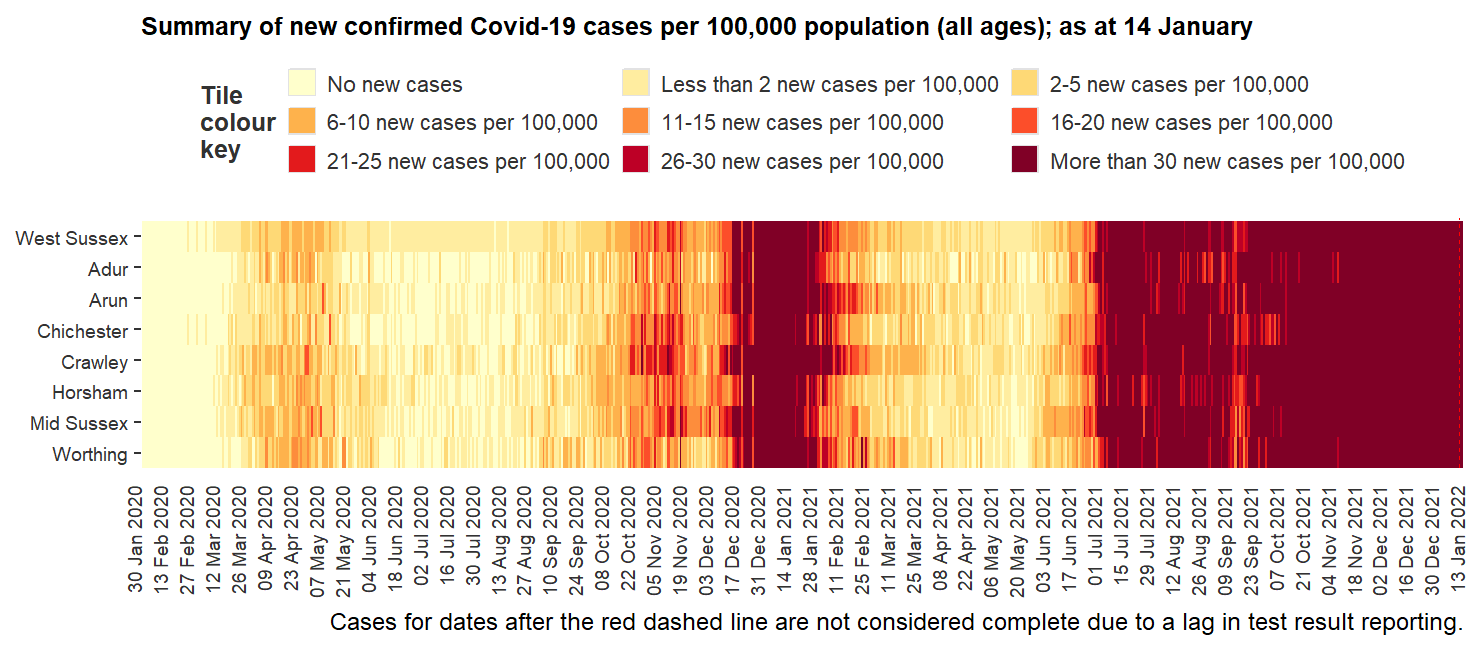 Summary of new confirmed Covid-19 cases per 100,000 population (all ages); as at 14 January
Tile
colour
key
No new cases
Less than 2 new cases per 100,000
2-5 new cases per 100,000
6-10 new cases per 100,000
11-15 new cases per 100,000
16-20 new cases per 100,000
21-25 new cases per 100,000
26-30 new cases per 100,000
More than 30 new cases per 100,000
West Sussex
Adur
Arun
Chichester
Crawley
Horsham
Mid Sussex
Worthing
30 Jan 2020
13 Feb 2020
27 Feb 2020
12 Mar 2020
26 Mar 2020
09 Apr 2020
23 Apr 2020
07 May 2020
21 May 2020
04 Jun 2020
18 Jun 2020
02 Jul 2020
16 Jul 2020
30 Jul 2020
13 Aug 2020
27 Aug 2020
10 Sep 2020
24 Sep 2020
08 Oct 2020
22 Oct 2020
05 Nov 2020
19 Nov 2020
03 Dec 2020
17 Dec 2020
31 Dec 2020
14 Jan 2021
28 Jan 2021
11 Feb 2021
25 Feb 2021
11 Mar 2021
25 Mar 2021
08 Apr 2021
22 Apr 2021
06 May 2021
20 May 2021
03 Jun 2021
17 Jun 2021
01 Jul 2021
15 Jul 2021
29 Jul 2021
12 Aug 2021
26 Aug 2021
09 Sep 2021
23 Sep 2021
07 Oct 2021
21 Oct 2021
04 Nov 2021
18 Nov 2021
02 Dec 2021
16 Dec 2021
30 Dec 2021
13 Jan 2022
Cases for dates after the red dashed line are not considered complete due to a lag in test result reporting.